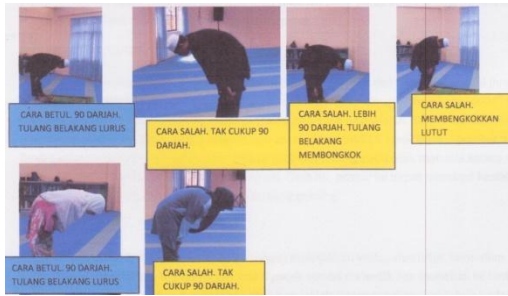 CARA BETUL. 90 DARJAH.
TULANG BELAKANG LURUS
CARA SALAH. TAK CUKUP 90
DARJAH.
CARA SALAH. LEBIH
90 DARJAH. TULANG
BELAKANG
MEMBONGKOK
CARA SALAH.
MEMBENGKOKKAN
LUTUT
CARA BETUL. 90 DARJAH.
TULANG BELAKANG LURUS
CARA SALAH. TAK
CUKUP 90 DARJAH.